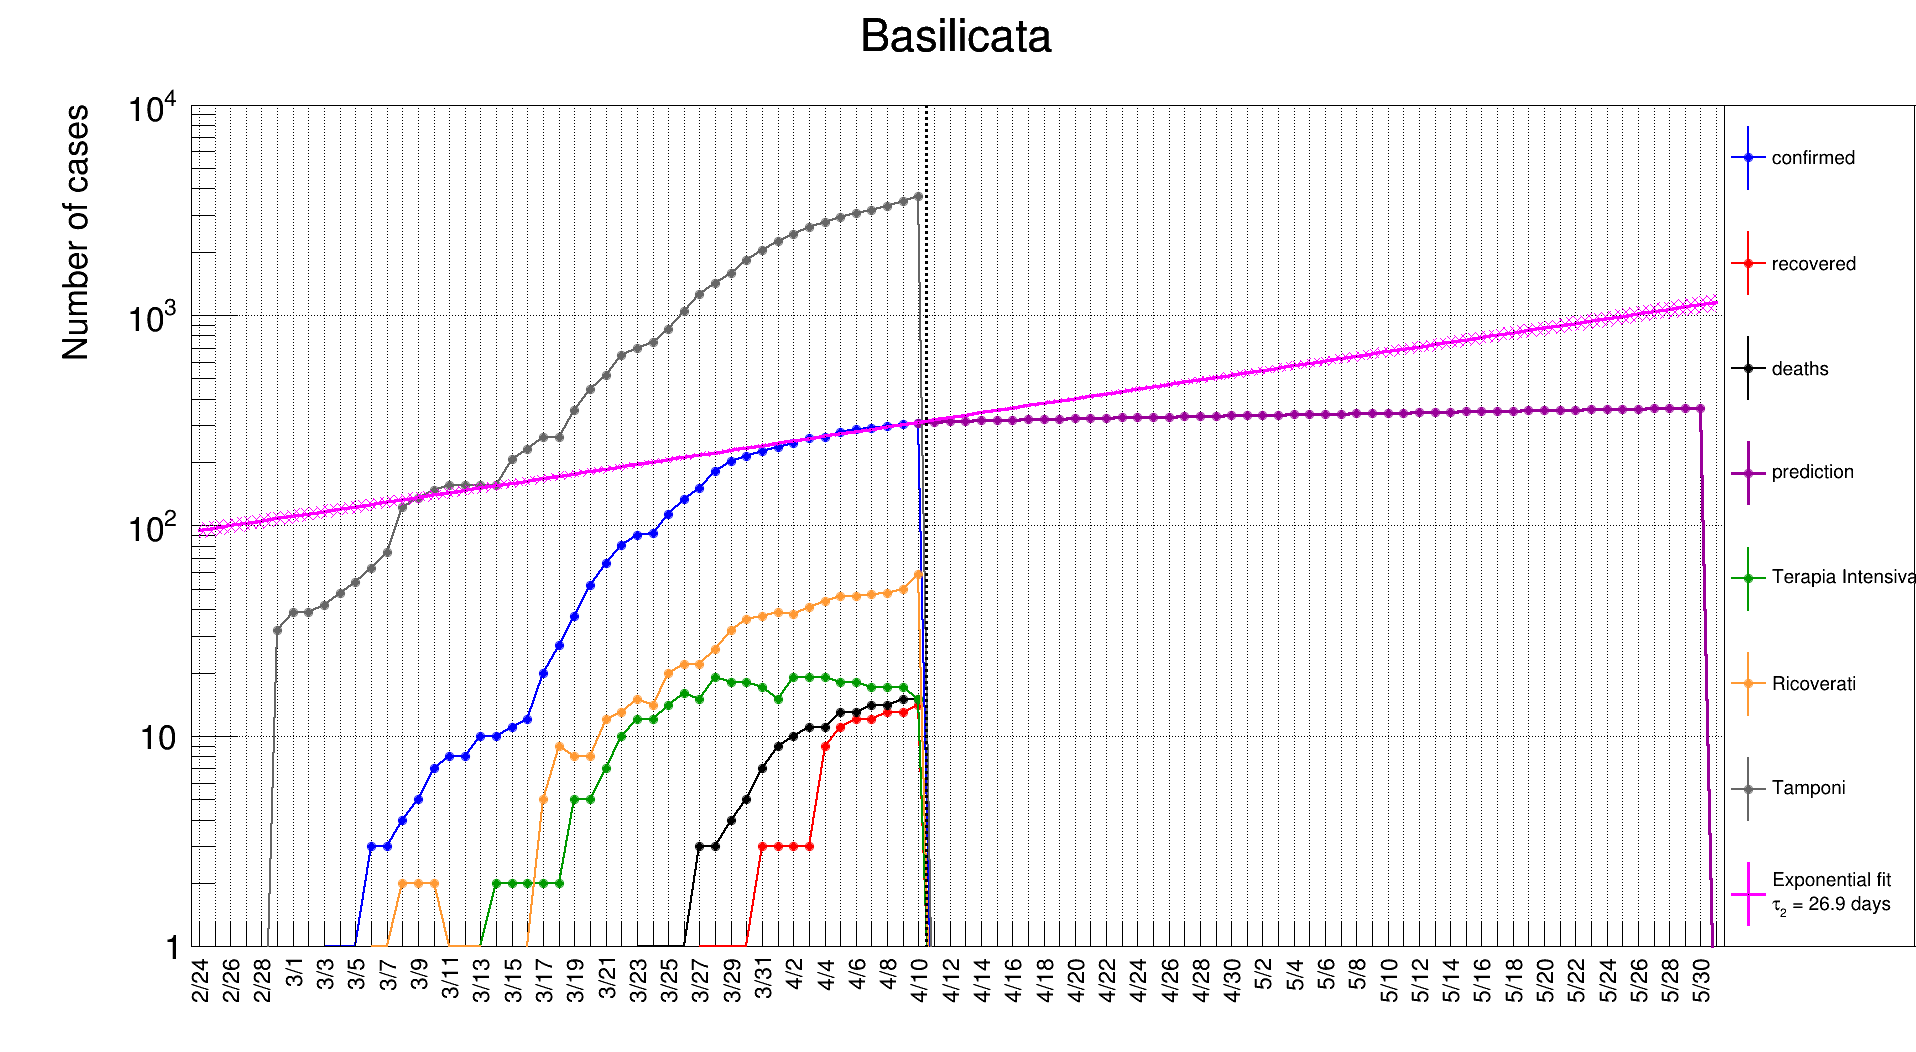 Basilicata
Number of cases
10^4
10^3
10^2
10
1
2/24 2/26 2/28 3/1 3/3 3/5 3/7 3/9 3/11 3/13 3/15 3/17 3/19 3/21 3/23 3/25 3/27 3/29 3/31 4/2 4/4 4/6 4/8 4/10 4/12 4/14 4/16 4/18 4/20 4/22 4/24 4/26 4/28 4/30 5/2 5/4 5/6 5/8 5/10 5/12 5/14 5/16 5/18 5/20 5/22 5/24 5/26 5/28 5/30
confirmed
recovered
deaths
prediction
Terapia Intensiva
Ricoverati
Tamponi
Exponential fit
τ_2 = 26.9 days